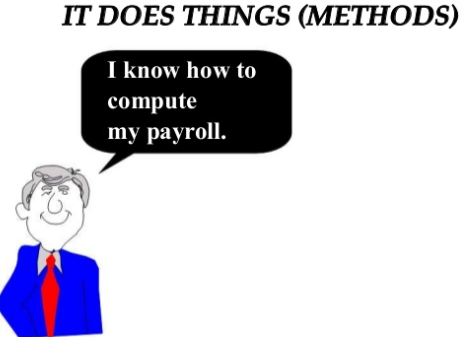 IT DOES THINGS (METHODS)
I know how to
compute
my payroll.